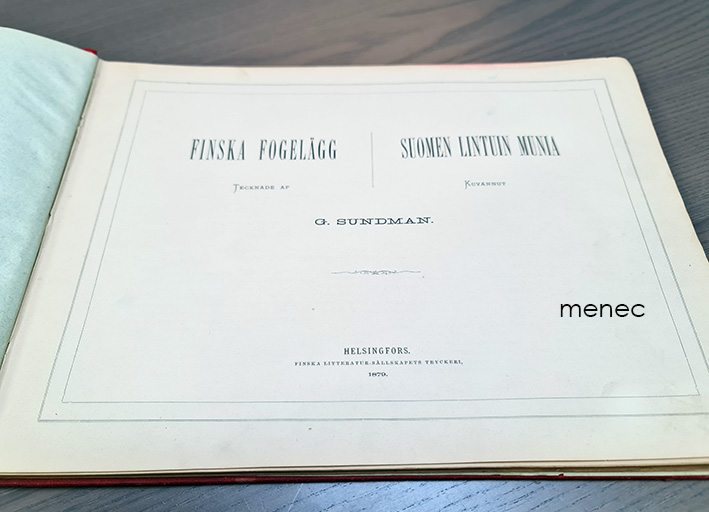 FINSKA FOGELÄGG
TECKNADE AF
SUOMEN LINTUIN MUNIA
KUVANNUT
G. SUNDMAN.
menec
HELSINGFORS,
FINSKA LITTERATUR-SÄLLSKAPETS TRYCKERI,
1879.